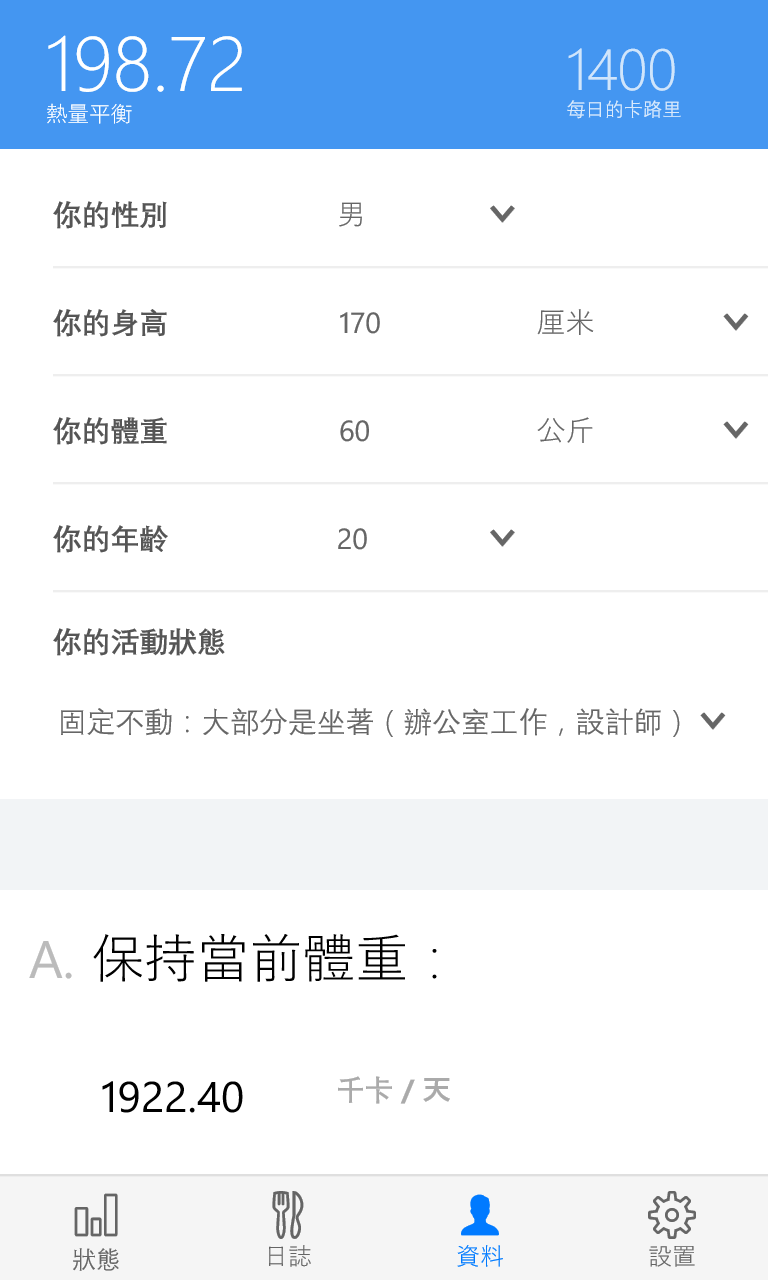 198.72
熱量平衡
1400
每日的卡路里
你的性別 男
你的身高 170 厘米
你的體重 60 公斤
你的年齡 20
你的活動狀態
固定不動：大部分是坐著（辦公室工作，設計師）
A. 保持當前體重：
1922.40 千卡 / 天
狀態 日誌 資料 設置